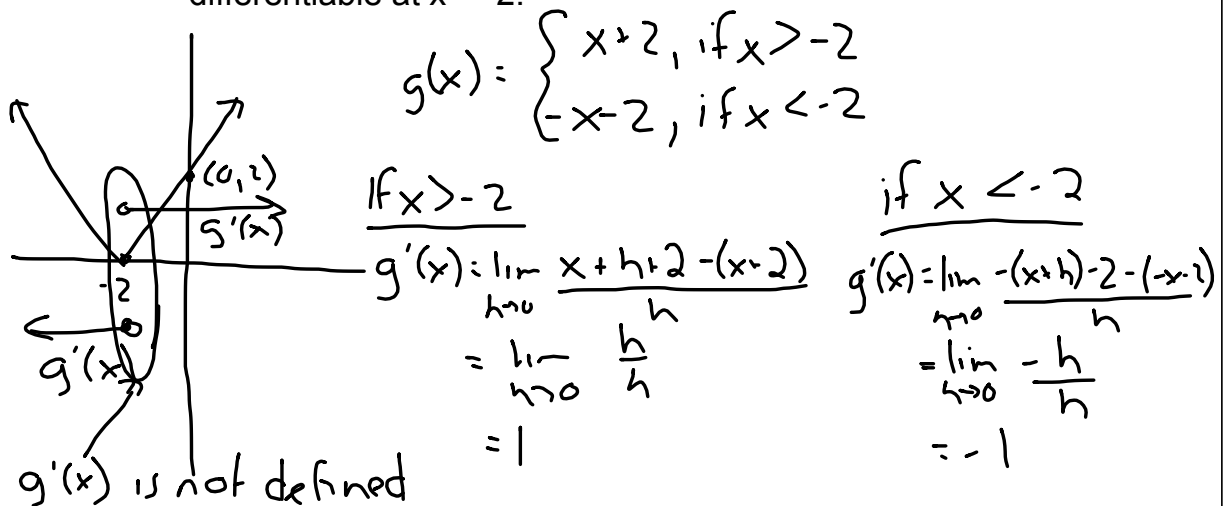 differentiable at x = -2.
g(x) = { x+2, if x > -2
-x-2, if x < -2
(0,2)
g'(x)
-2
g'(x)
g'(x) is not defined
If x > -2
g'(x) = lim h→0 x+h+2-(x+2) / h
= lim h→0 h / h
= 1
if x < -2
g'(x) = lim h→0 -(x+h)-2-(-x-2) / h
= lim h→0 -h / h
= -1